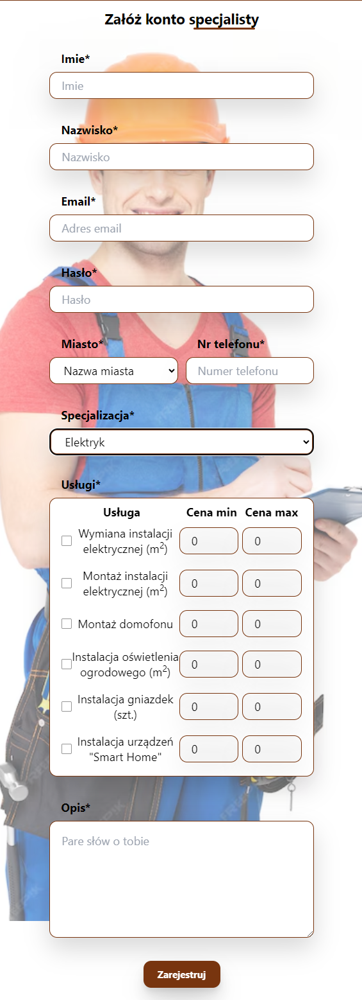 Załóż konto specjalisty
Imie*
Imie
Nazwisko*
Nazwisko
Email*
Adres email
Hasło*
Hasło
Miasto* Nr telefonu*
Nazwa miasta Numer telefonu
Specjalizacja*
Elektryk
Usługi*
Usługa Cena min Cena max
Wymiana instalacji
elektrycznej (m²) 0 0
Montaż instalacji
elektrycznej (m²) 0 0
Montaż domofonu 0 0
Instalacja oświetlenia
ogrodowego (m²) 0 0
Instalacja gniazdek
(szt.) 0 0
Instalacja urządzeń
"Smart Home" 0 0
Opis*
Pare słów o tobie
Zarejestruj